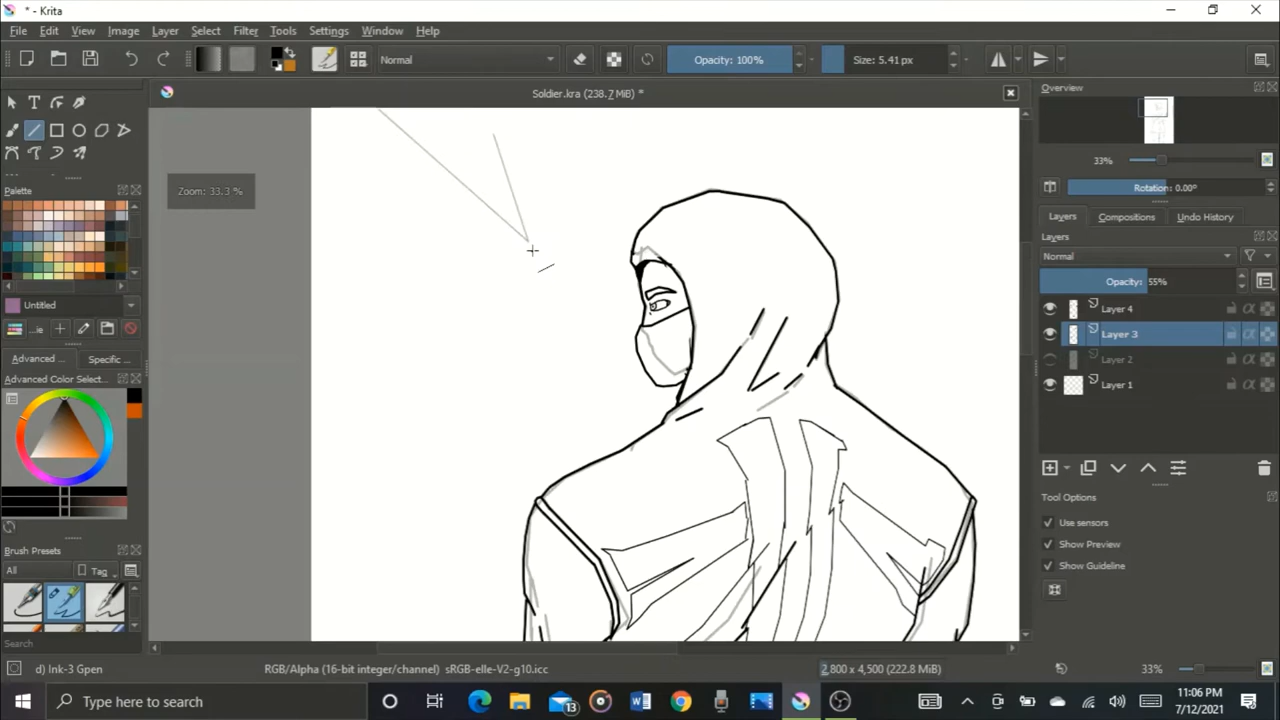 * - Krita
File Edit View Image Layer Select Filter Tools Settings Window Help
Normal Opacity: 100% Size: 5.41 px
Soldier.kra (238.7 MiB) *
Zoom: 33.3 %
Palette
Untitled
...ie
Advanced ... Specific ...
Advanced Color Select...
Brush Presets
All Tag
Search
Overview
33%
Rotation: 0.00°
Layers Compositions Undo History
Layers
Normal
Opacity: 55%
Layer 4
Layer 3
Layer 2
Layer 1
Tool Options
Use sensors
Show Preview
Show Guideline
d) Ink-3 Gpen RGB/Alpha (16-bit integer/channel) sRGB-elle-V2-g10.icc 2,800 x 4,500 (222.8 MiB) 33%
Type here to search
13
11:06 PM
7/12/2021